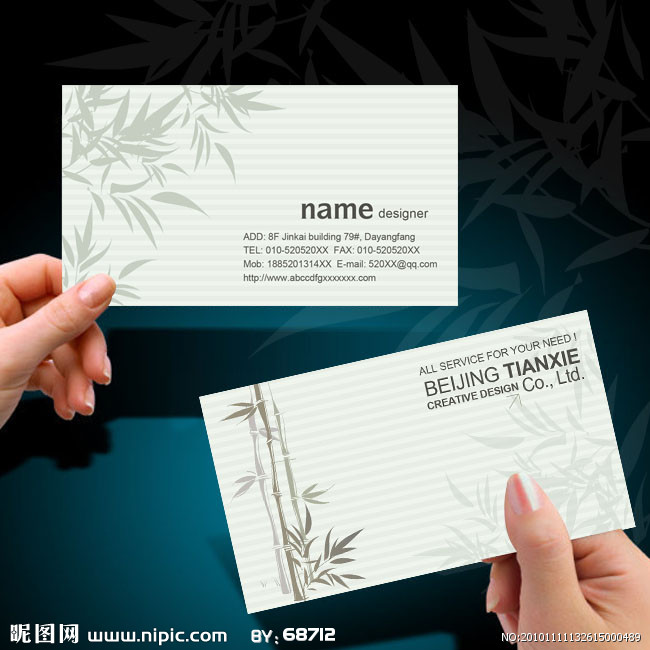 name designer
ADD: 8F Jinkai building 79#, Dayangfang
TEL: 010-520520XX FAX: 010-520520XX
Mob: 1885201314XX E-mail: 520XX@qq.com
http://www.abccdfgxxxxxxx.com
ALL SERVICE FOR YOUR NEED !
BEIJING TIANXIE
CREATIVE DESIGN Co., Ltd.
昵图网 www.nipic.com BY: 68712
NO:20101111132615000489